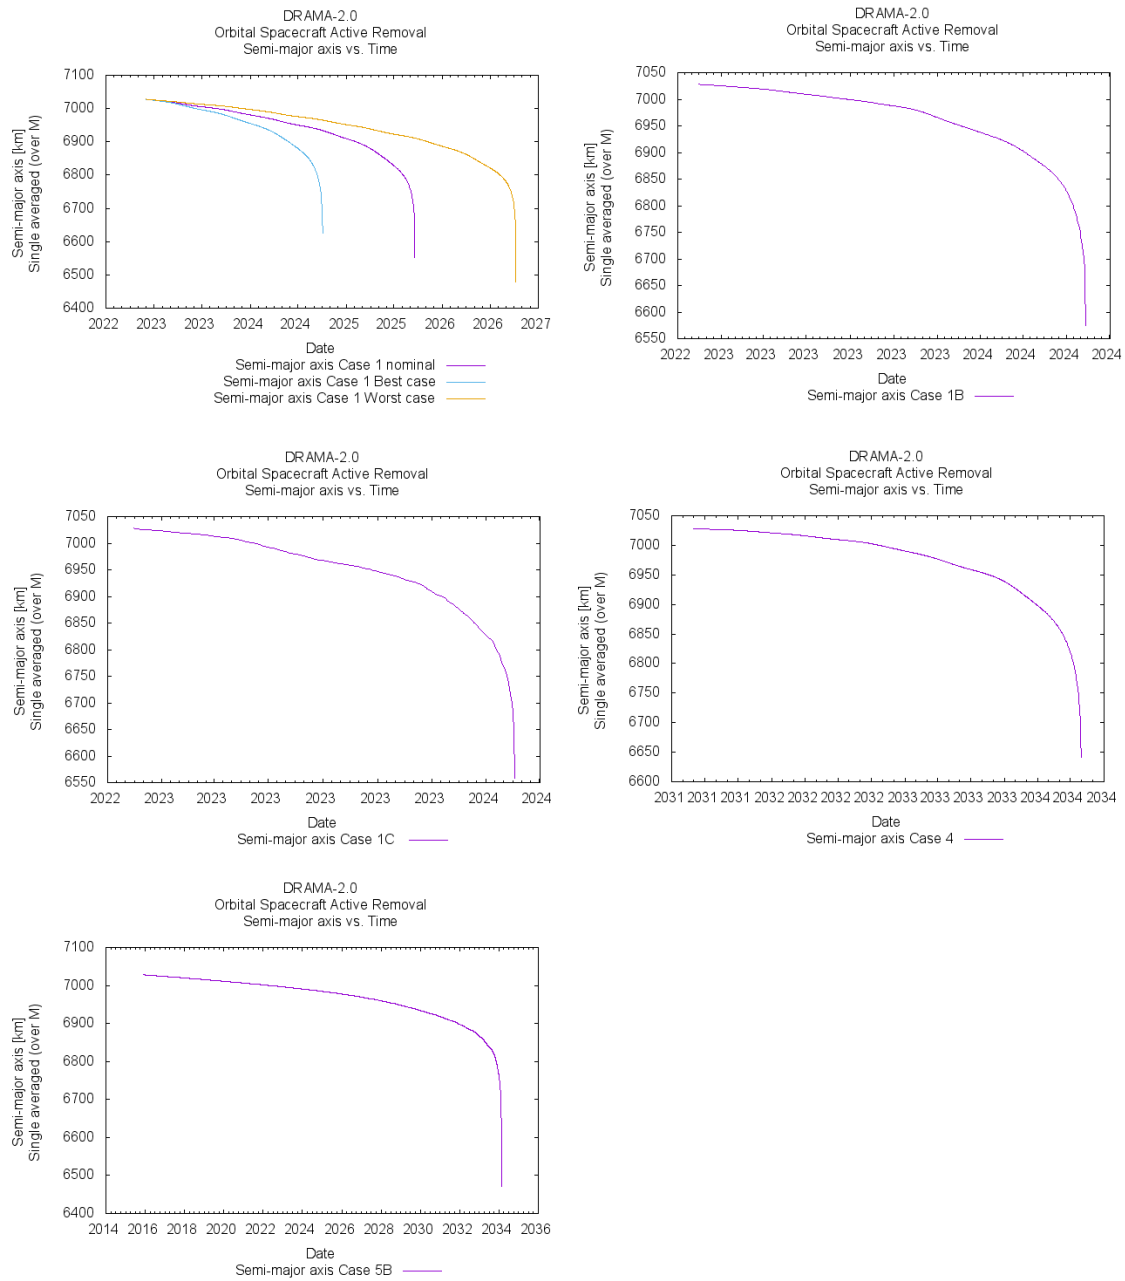 DRAMA-2.0
Orbital Spacecraft Active Removal
Semi-major axis vs. Time
Semi-major axis [km]
Single averaged (over M)
7100
7000
6900
6800
6700
6600
6500
6400
2022 2023 2023 2024 2024 2025 2025 2026 2026 2027
Date
Semi-major axis Case 1 nominal
Semi-major axis Case 1 Best case
Semi-major axis Case 1 Worst case
DRAMA-2.0
Orbital Spacecraft Active Removal
Semi-major axis vs. Time
Semi-major axis [km]
Single averaged (over M)
7050
7000
6950
6900
6850
6800
6750
6700
6650
6600
6550
2022 2023 2023 2023 2023 2023 2023 2024 2024 2024 2024
Date
Semi-major axis Case 1B
DRAMA-2.0
Orbital Spacecraft Active Removal
Semi-major axis vs. Time
Semi-major axis [km]
Single averaged (over M)
7050
7000
6950
6900
6850
6800
6750
6700
6650
6600
6550
2022 2023 2023 2023 2023 2023 2023 2024 2024
Date
Semi-major axis Case 1C
DRAMA-2.0
Orbital Spacecraft Active Removal
Semi-major axis vs. Time
Semi-major axis [km]
Single averaged (over M)
7050
7000
6950
6900
6850
6800
6750
6700
6650
6600
2031 2031 2031 2032 2032 2032 2032 2033 2033 2033 2033 2034 2034 2034
Date
Semi-major axis Case 4
DRAMA-2.0
Orbital Spacecraft Active Removal
Semi-major axis vs. Time
Semi-major axis [km]
Single averaged (over M)
7100
7000
6900
6800
6700
6600
6500
6400
2014 2016 2018 2020 2022 2024 2026 2028 2030 2032 2034 2036
Date
Semi-major axis Case 5B